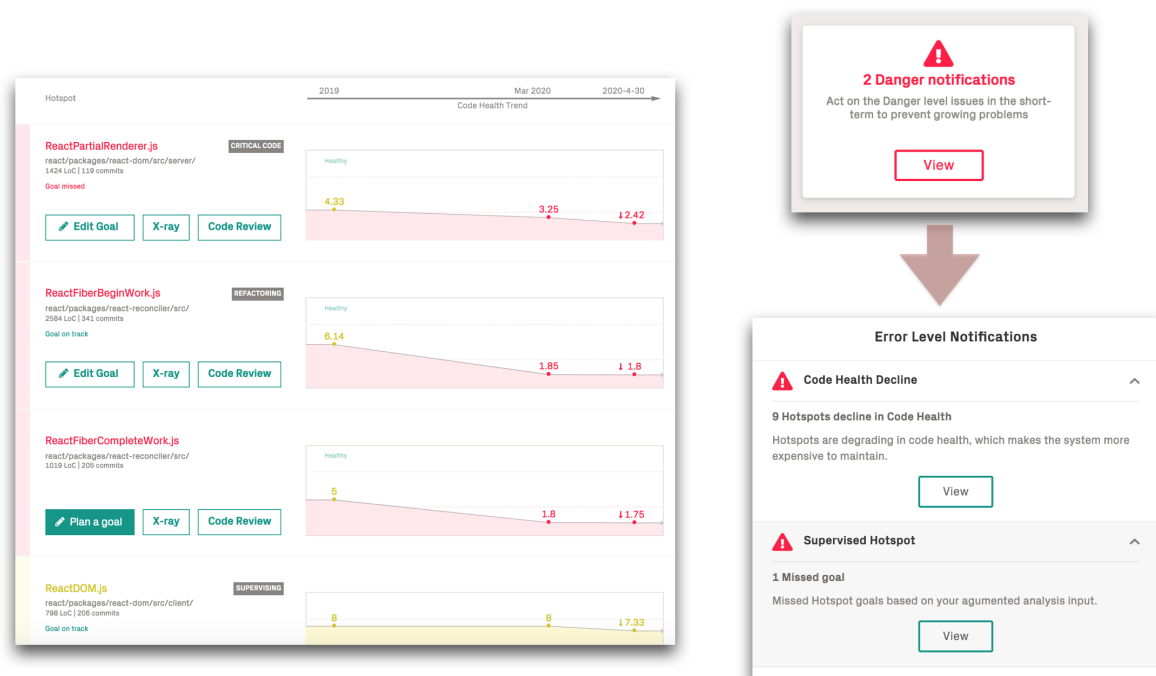 Hotspot
2019
Mar 2020
2020-4-30
Code Health Trend
ReactPartialRenderer.js
CRITICAL CODE
react/packages/react-dom/src/server/
1424 LoC | 119 commits
Goal missed
Edit Goal
X-ray
Code Review
Healthy
4.33
3.25
↓2.42
ReactFiberBeginWork.js
REFACTORING
react/packages/react-reconciler/src/
2584 LoC | 341 commits
Goal on track
Edit Goal
X-ray
Code Review
Healthy
6.14
1.85
↓ 1.8
ReactFiberCompleteWork.js
react/packages/react-reconciler/src/
1019 LoC | 205 commits
Plan a goal
X-ray
Code Review
Healthy
5
1.8
↓1.75
ReactDOM.js
SUPERVISING
react/packages/react-dom/src/client/
798 LoC | 206 commits
Goal on track
8
8
↓7.33
2 Danger notifications
Act on the Danger level issues in the short-
term to prevent growing problems
View
Error Level Notifications
Code Health Decline
9 Hotspots decline in Code Health
Hotspots are degrading in code health, which makes the system more
expensive to maintain.
View
Supervised Hotspot
1 Missed goal
Missed Hotspot goals based on your agumented analysis input.
View